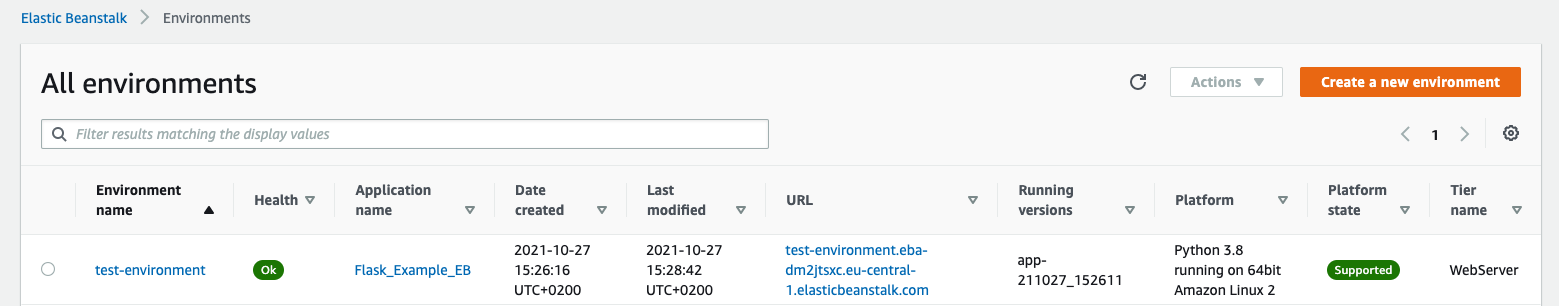 Elastic Beanstalk > Environments
All environments
Actions
Create a new environment
Filter results matching the display values
1
Environment
name
Health
Application
name
Date
created
Last
modified
URL
Running
versions
Platform
Platform
state
Tier
name
test-environment
Ok
Flask_Example_EB
2021-10-27
15:26:16
UTC+0200
2021-10-27
15:28:42
UTC+0200
test-environment.eba-
dm2jtsxc.eu-central-
1.elasticbeanstalk.com
app-
211027_152611
Python 3.8
running on 64bit
Amazon Linux 2
Supported
WebServer